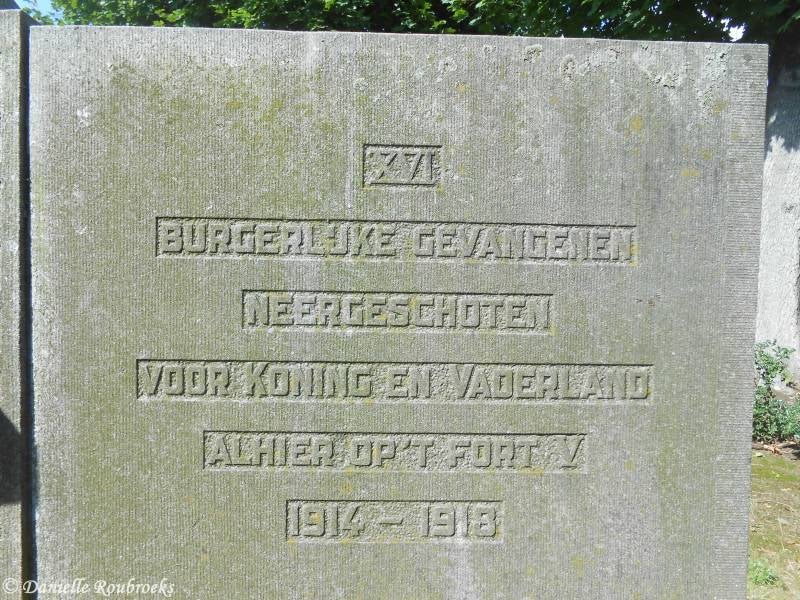 XVI
BURGERLIJKE GEVANGENEN
NEERGESCHOTEN
VOOR KONING EN VADERLAND
ALHIER OP'T FORT V
1914 - 1918
© Danielle Roubroeks